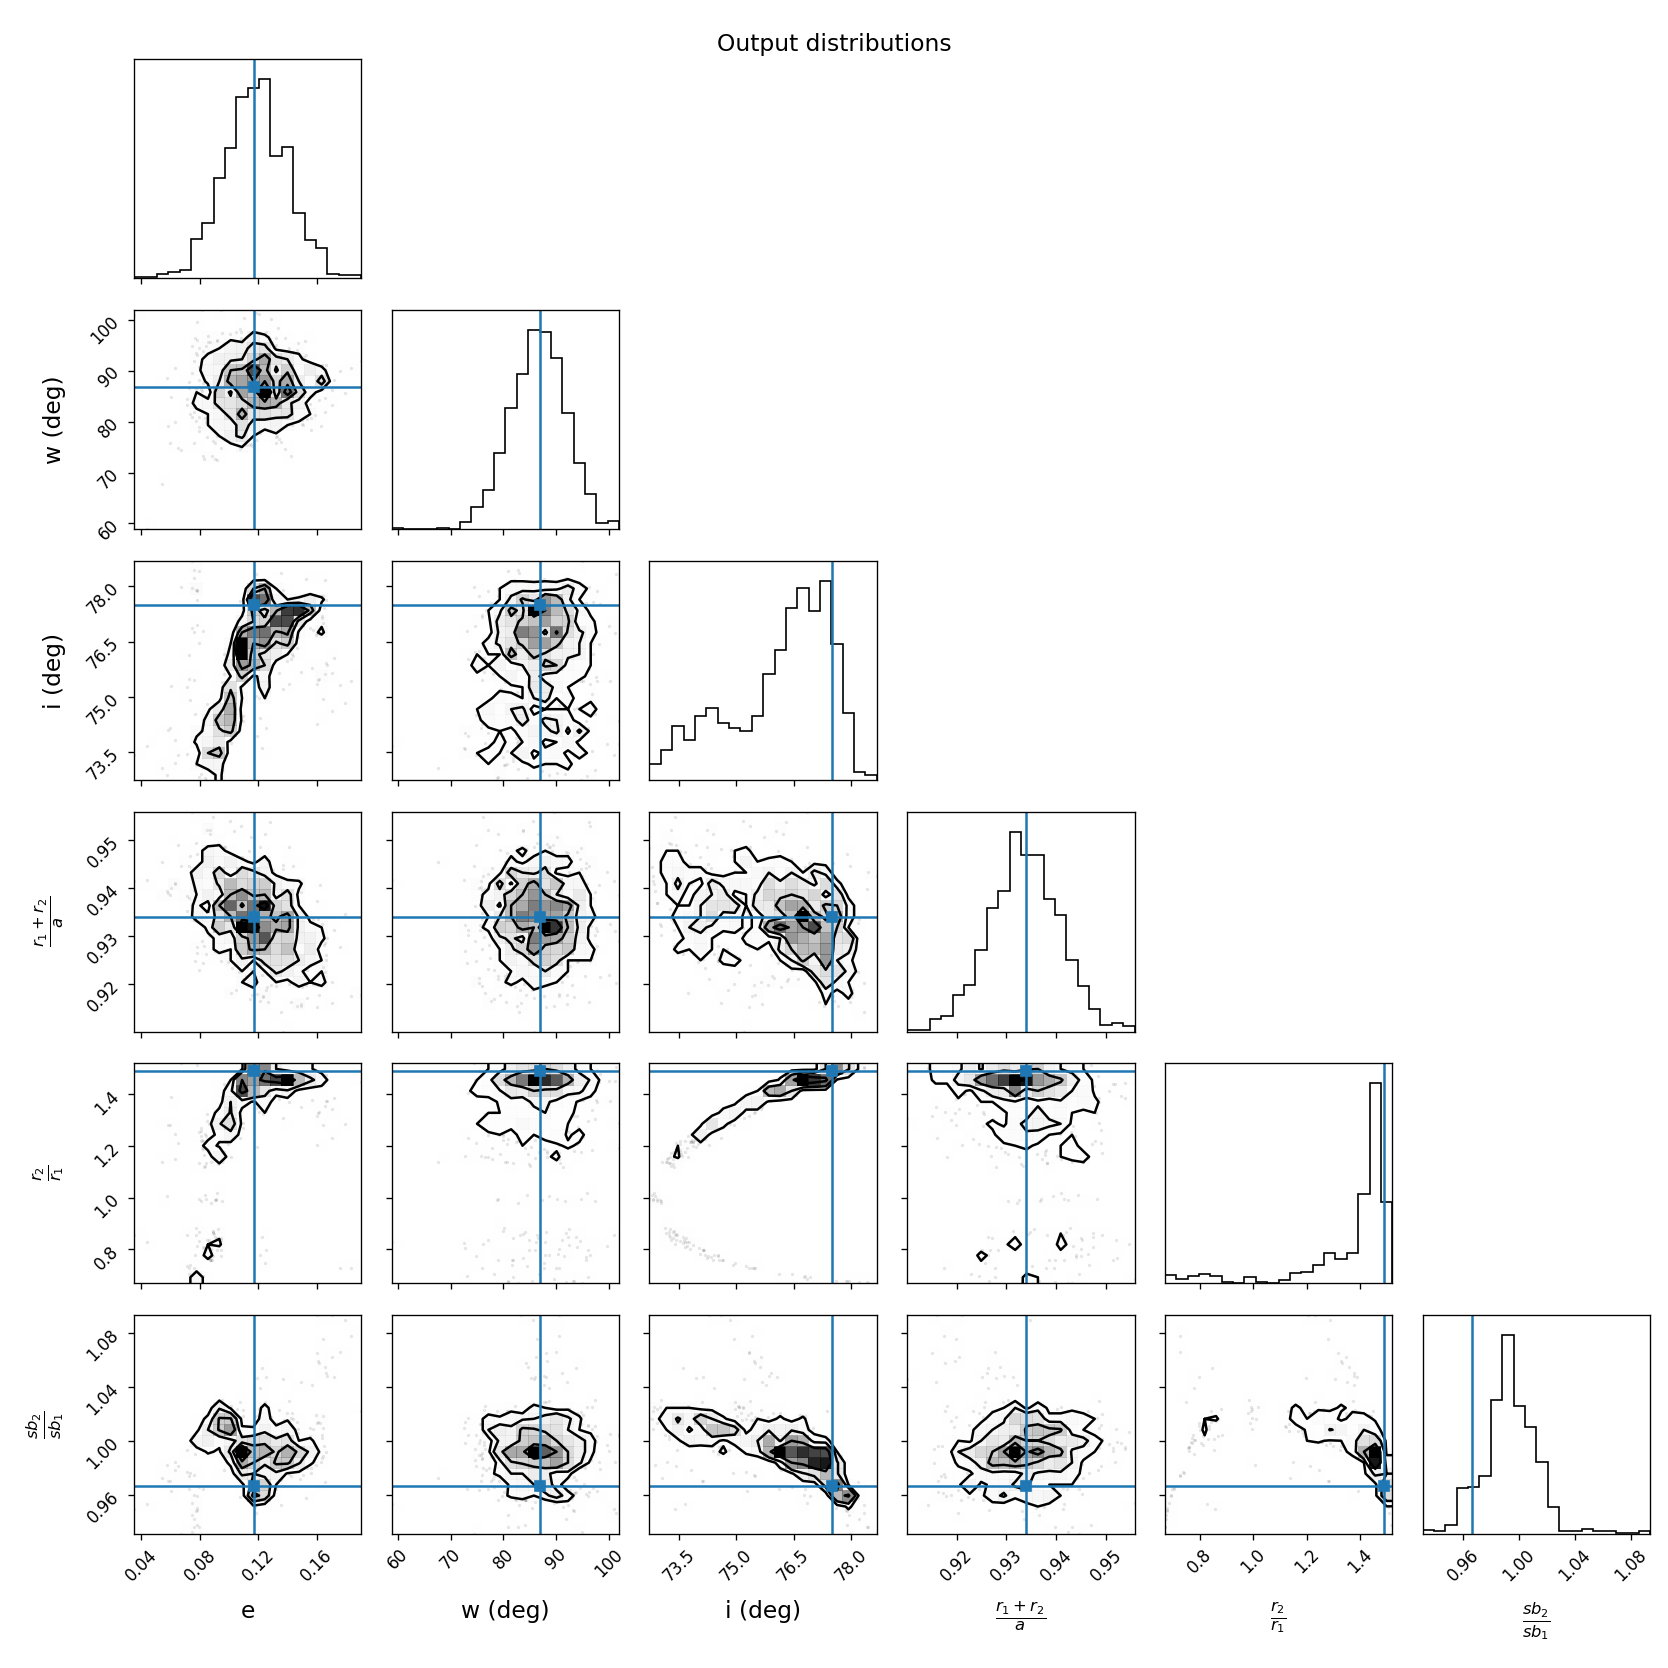 Output distributions
100
90
80
70
60
w (deg)
78.0
76.5
75.0
73.5
i (deg)
0.95
0.94
0.93
0.92
r₁ + r₂
a
1.4
1.2
1.0
0.8
r₂
r₁
1.08
1.04
1.00
0.96
sb₂
sb₁
0.04 0.08 0.12 0.16 60 70 80 90 100 73.5 75.0 76.5 78.0 0.92 0.93 0.94 0.95 0.8 1.0 1.2 1.4 0.96 1.00 1.04 1.08
e w (deg) i (deg) r₁ + r₂ r₂ sb₂
a r₁ sb₁